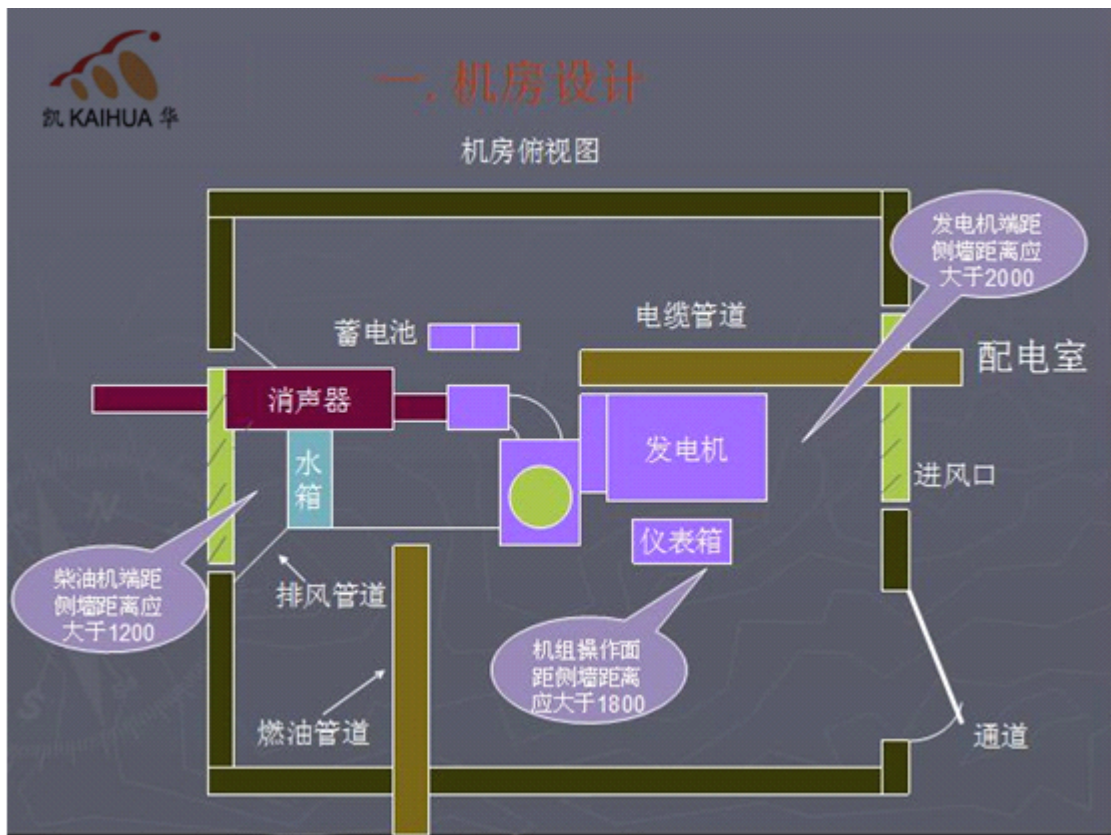 凯 KAIHUA 华
一.机房设计
机房俯视图
发电机端距
侧墙距离应
大于2000
蓄电池
电缆管道
配电室
消声器
水
箱
发电机
进风口
仪表箱
柴油机端距
侧墙距离应
大于1200
排风管道
机组操作面
距侧墙距离
应大于1800
燃油管道
通道
N
S